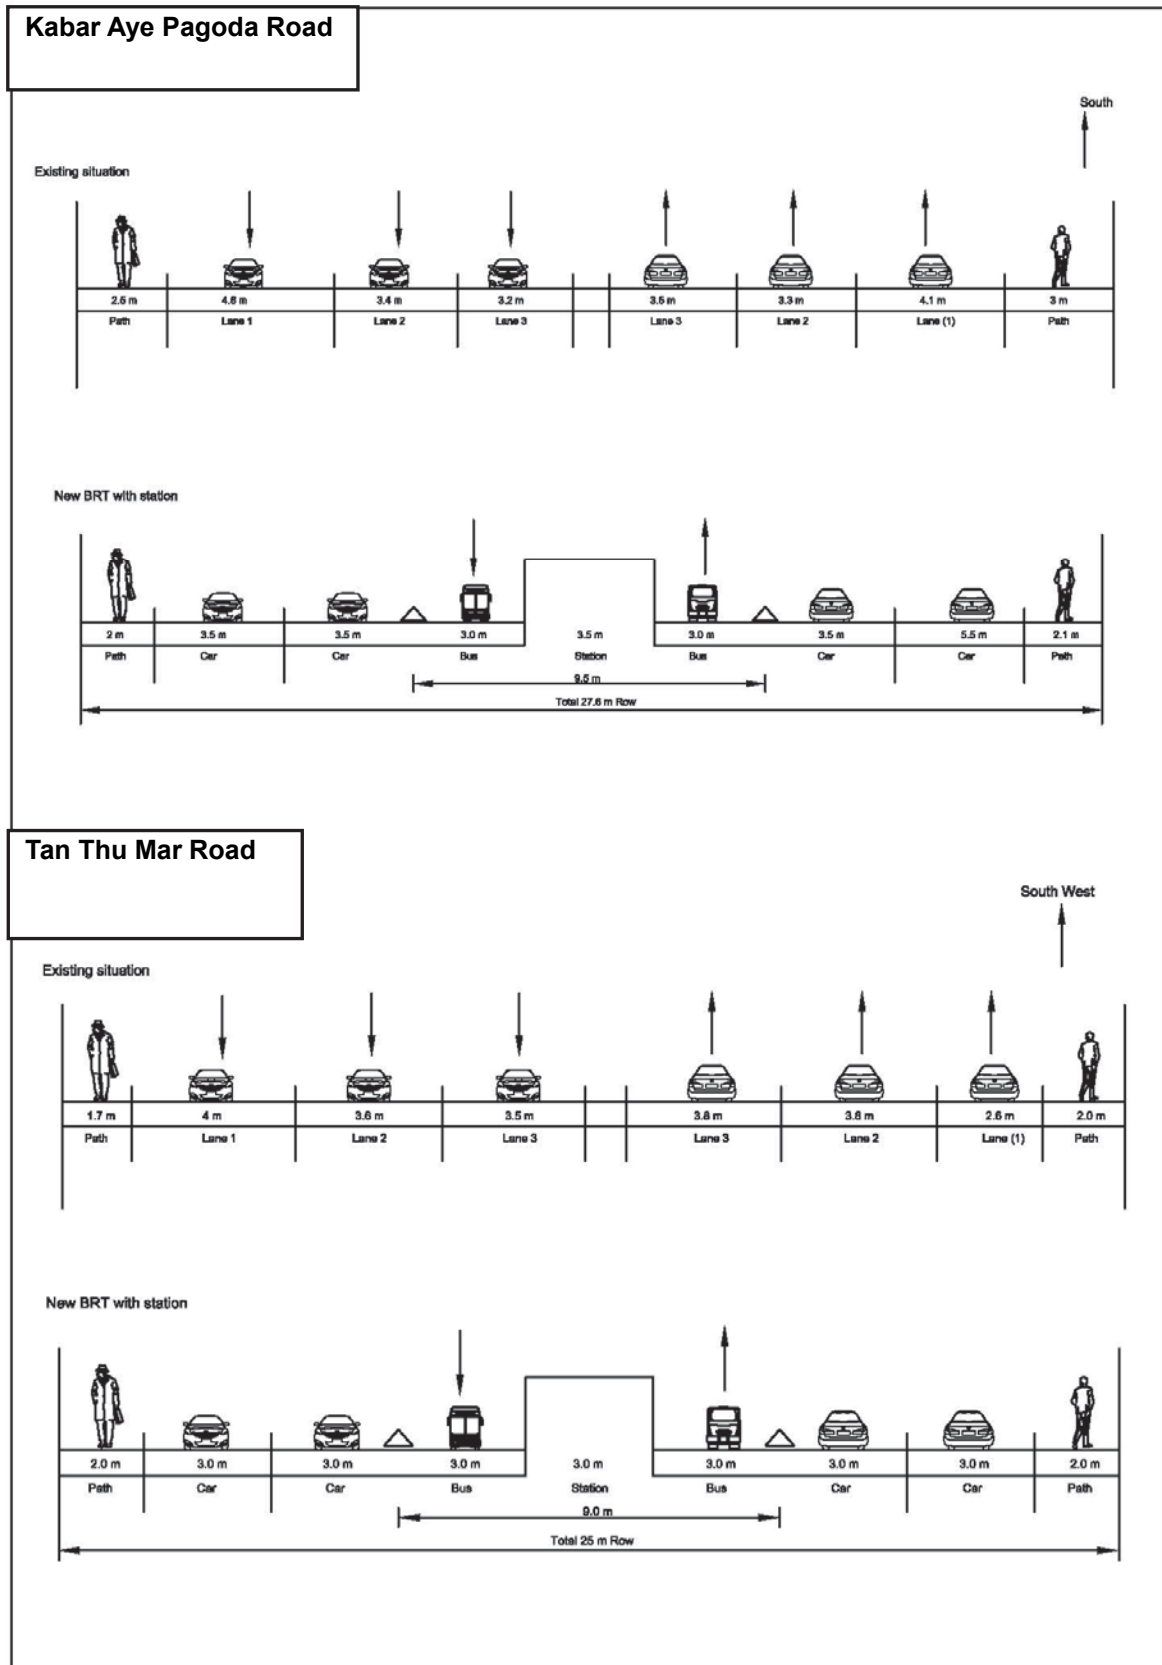 Kabar Aye Pagoda Road
South
Existing situation
2.5 m 4.6 m 3.4 m 3.2 m 3.5 m 3.3 m 4.1 m 3 m
Path Lane 1 Lane 2 Lane 3 Lane 3 Lane 2 Lane (1) Path
New BRT with station
2 m 3.5 m 3.5 m 3.0 m 3.5 m 3.0 m 3.5 m 5.5 m 2.1 m
Path Car Car Bus Station Bus Car Car Path
9.5 m
Total 27.6 m Row
Tan Thu Mar Road
South West
Existing situation
1.7 m 4 m 3.6 m 3.5 m 3.8 m 3.8 m 2.6 m 2.0 m
Path Lane 1 Lane 2 Lane 3 Lane 3 Lane 2 Lane (1) Path
New BRT with station
2.0 m 3.0 m 3.0 m 3.0 m 3.0 m 3.0 m 3.0 m 3.0 m 2.0 m
Path Car Car Bus Station Bus Car Car Path
9.0 m
Total 25 m Row